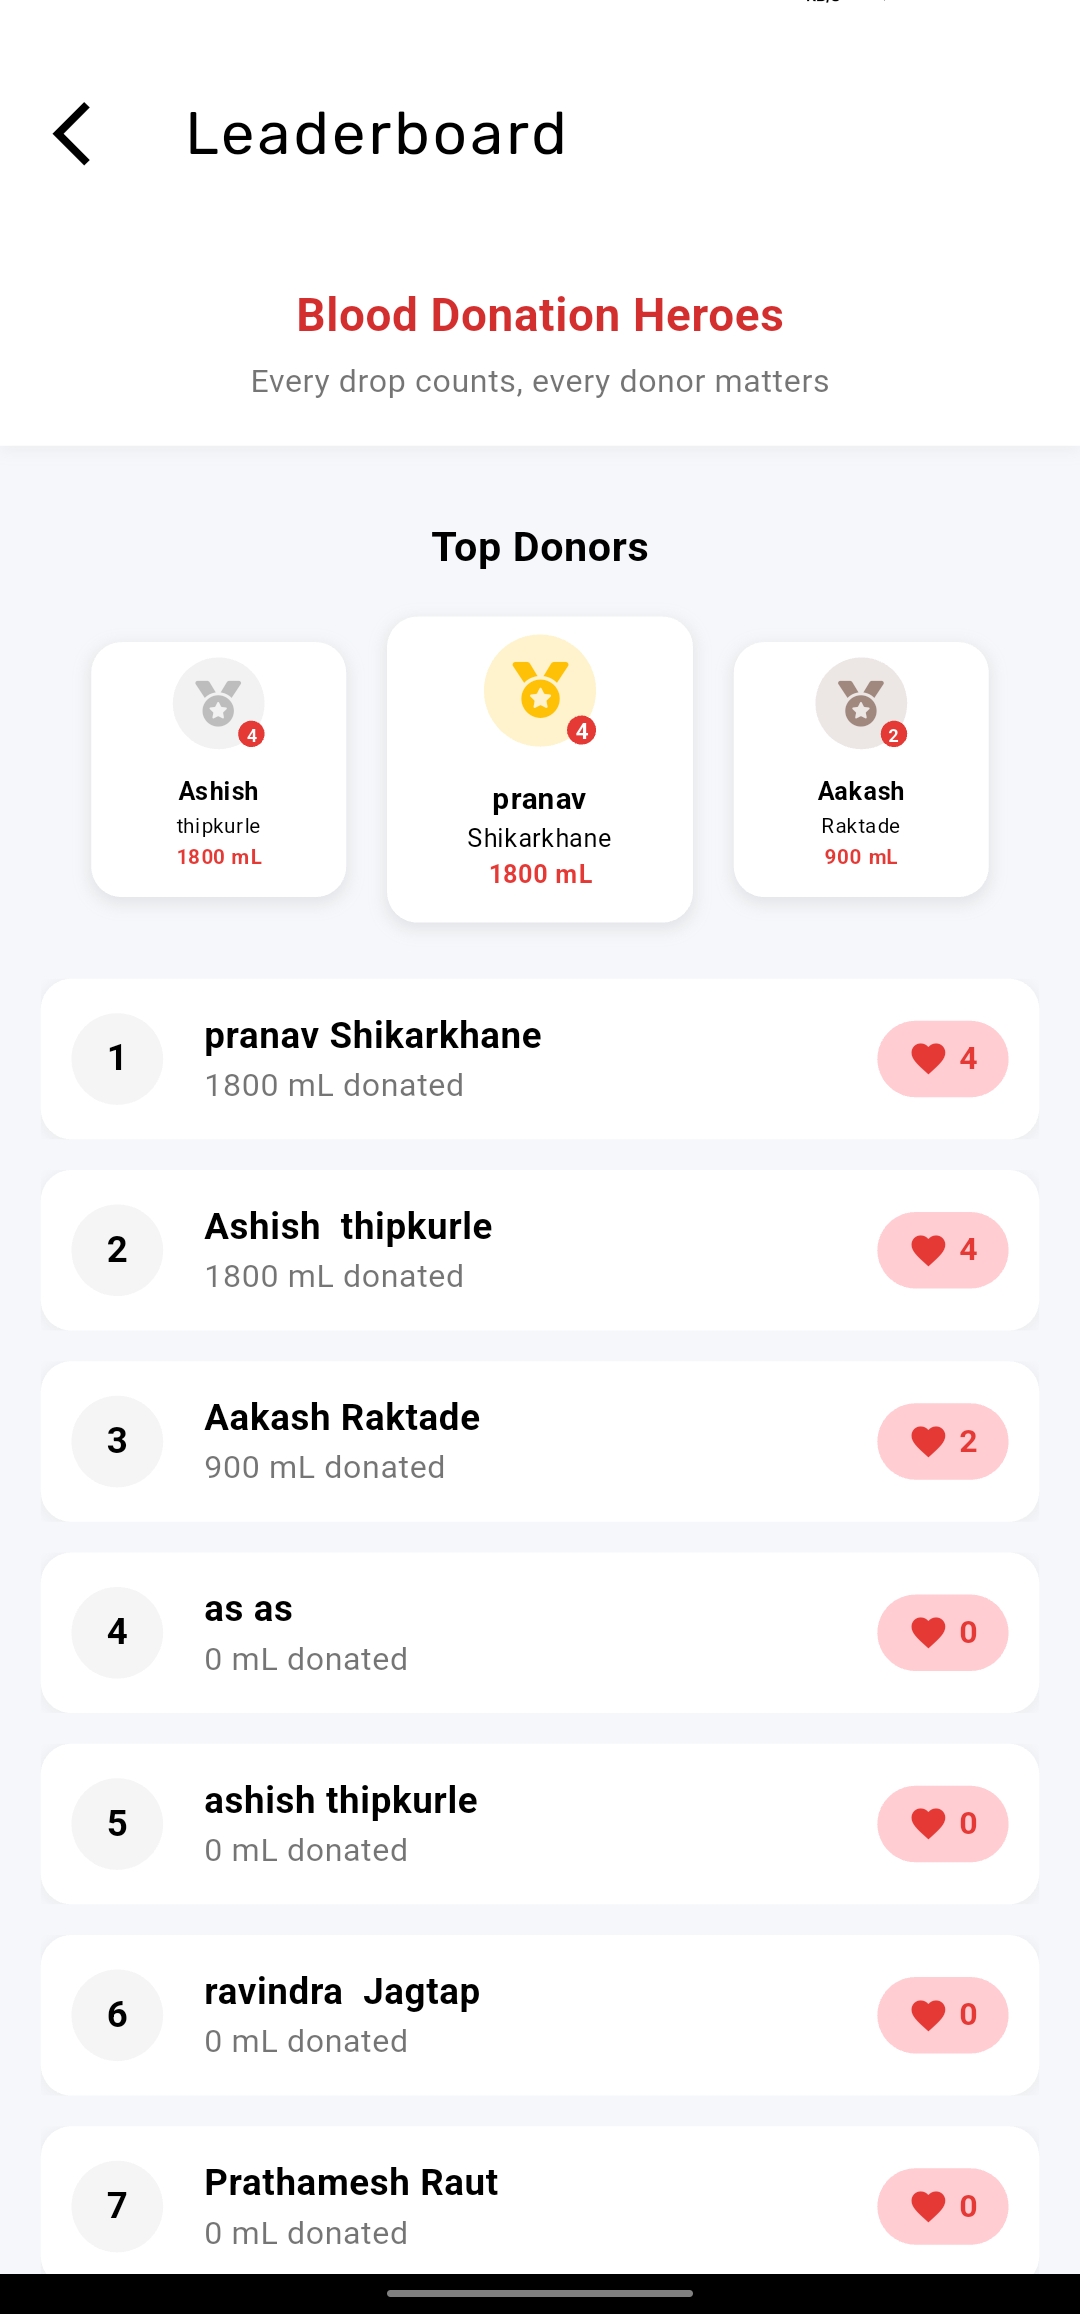 Leaderboard
Blood Donation Heroes
Every drop counts, every donor matters
Top Donors
4
Ashish
thipkurle
1800 mL
4
pranav
Shikarkhane
1800 mL
2
Aakash
Raktade
900 mL
1
pranav Shikarkhane
1800 mL donated
4
2
Ashish  thipkurle
1800 mL donated
4
3
Aakash Raktade
900 mL donated
2
4
as as
0 mL donated
0
5
ashish thipkurle
0 mL donated
0
6
ravindra  Jagtap
0 mL donated
0
7
Prathamesh Raut
0 mL donated
0